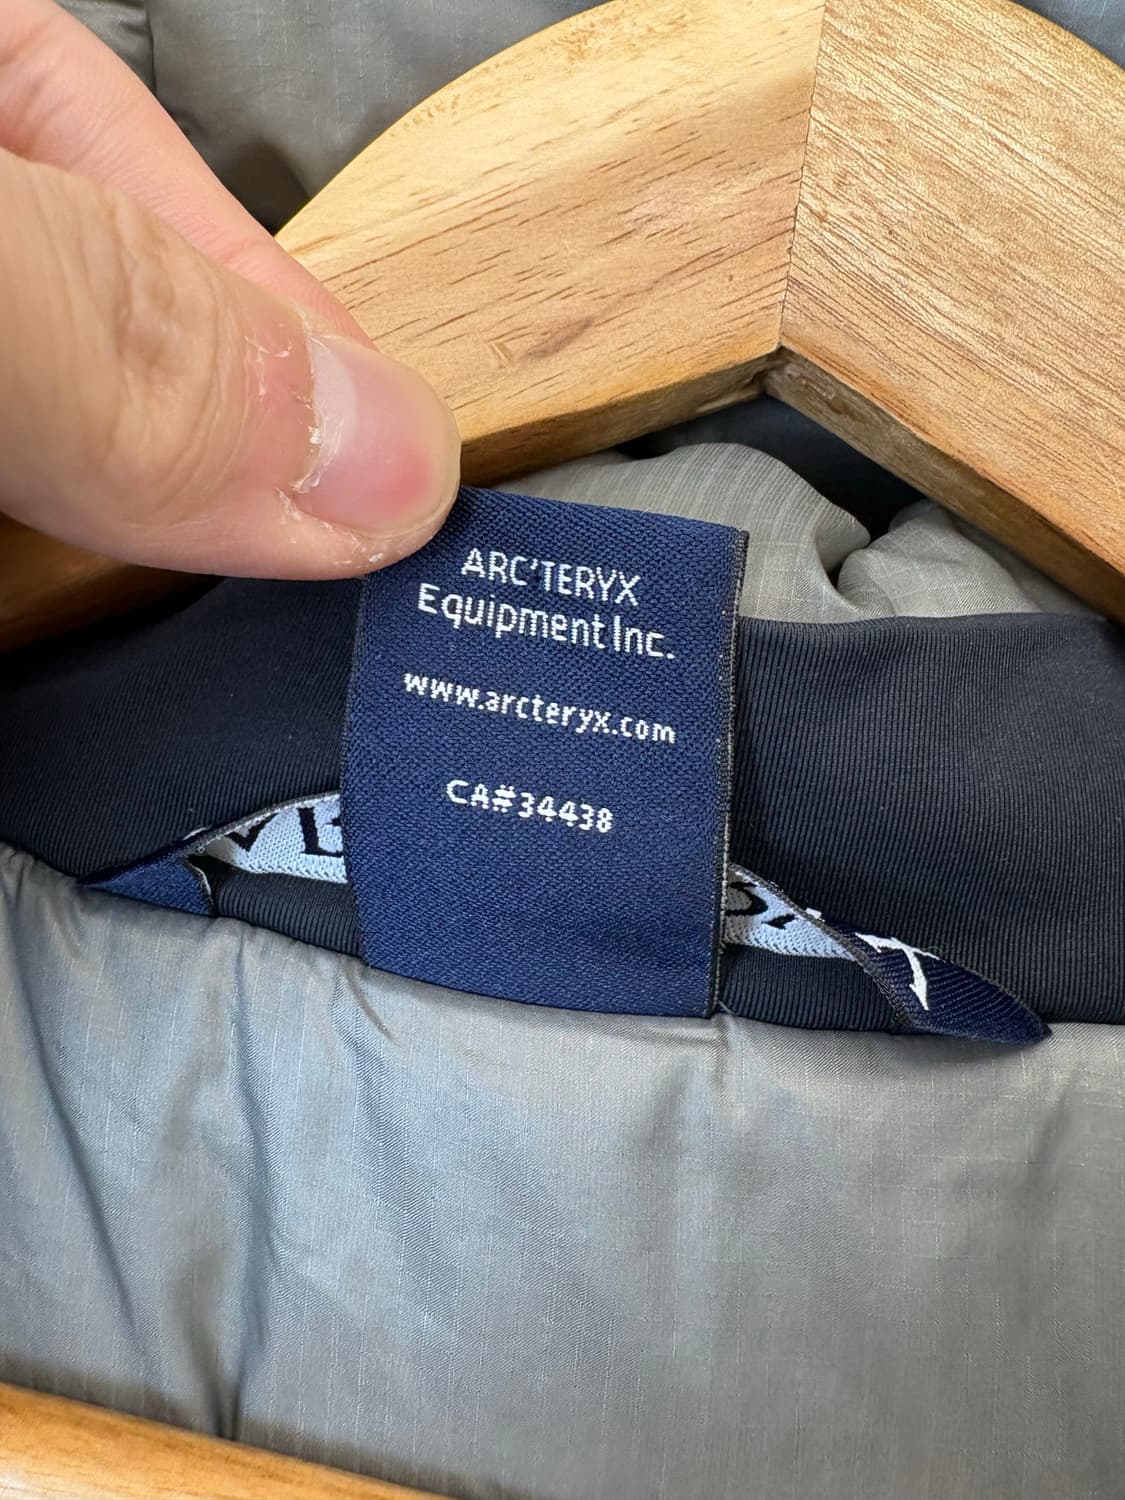 ARC'TERYX
Equipment Inc.
www.arcteryx.com
CA#34438